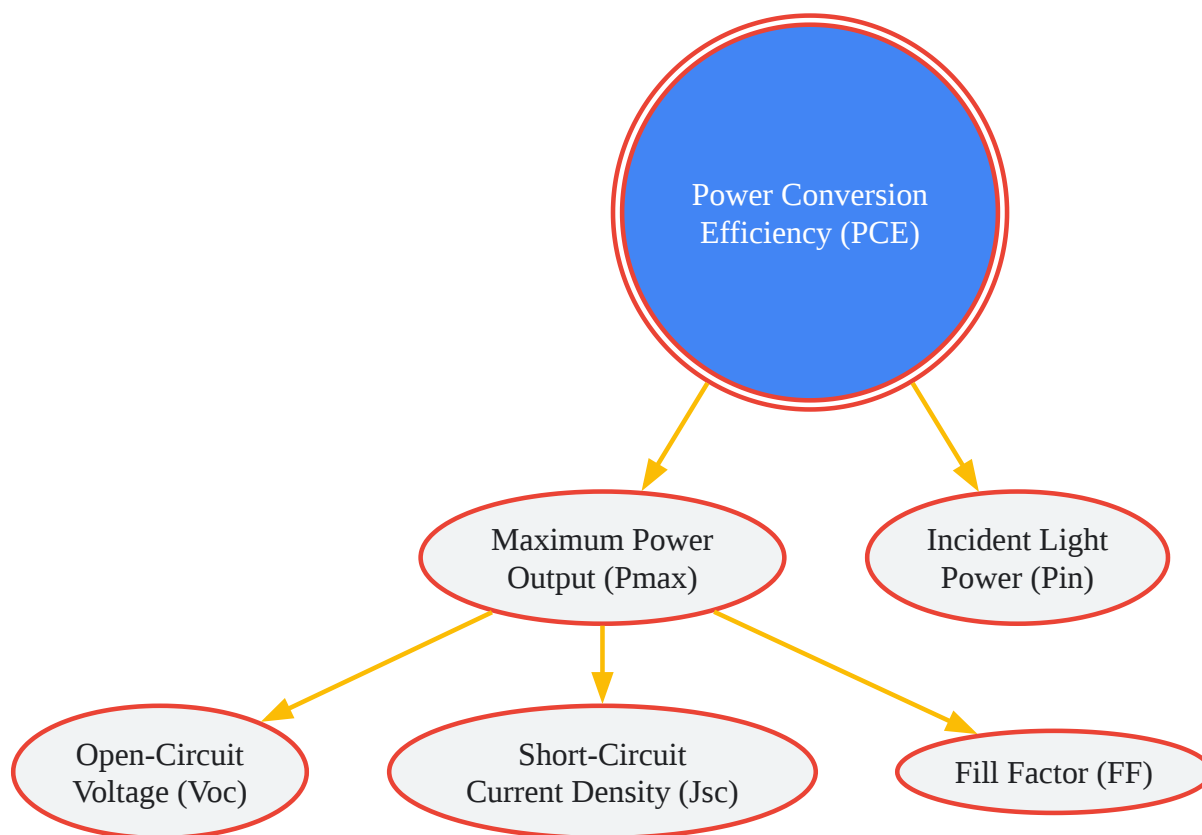 Power Conversion
Efficiency (PCE)
Maximum Power
Output (Pmax)
Incident Light
Power (Pin)
Open-Circuit
Voltage (Voc)
Short-Circuit
Current Density (Jsc)
Fill Factor (FF)